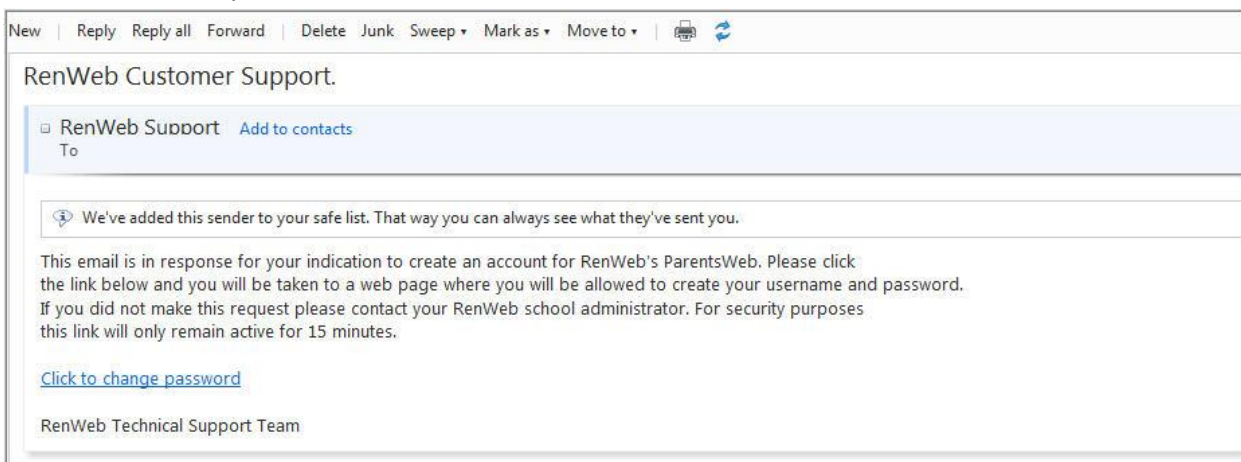 New | Reply Reply all Forward | Delete Junk Sweep ▾ Mark as ▾ Move to ▾ |
RenWeb Customer Support.
RenWeb Support Add to contacts
To
We've added this sender to your safe list. That way you can always see what they've sent you.
This email is in response for your indication to create an account for RenWeb's ParentsWeb. Please click
the link below and you will be taken to a web page where you will be allowed to create your username and password.
If you did not make this request please contact your RenWeb school administrator. For security purposes
this link will only remain active for 15 minutes.
Click to change password
RenWeb Technical Support Team